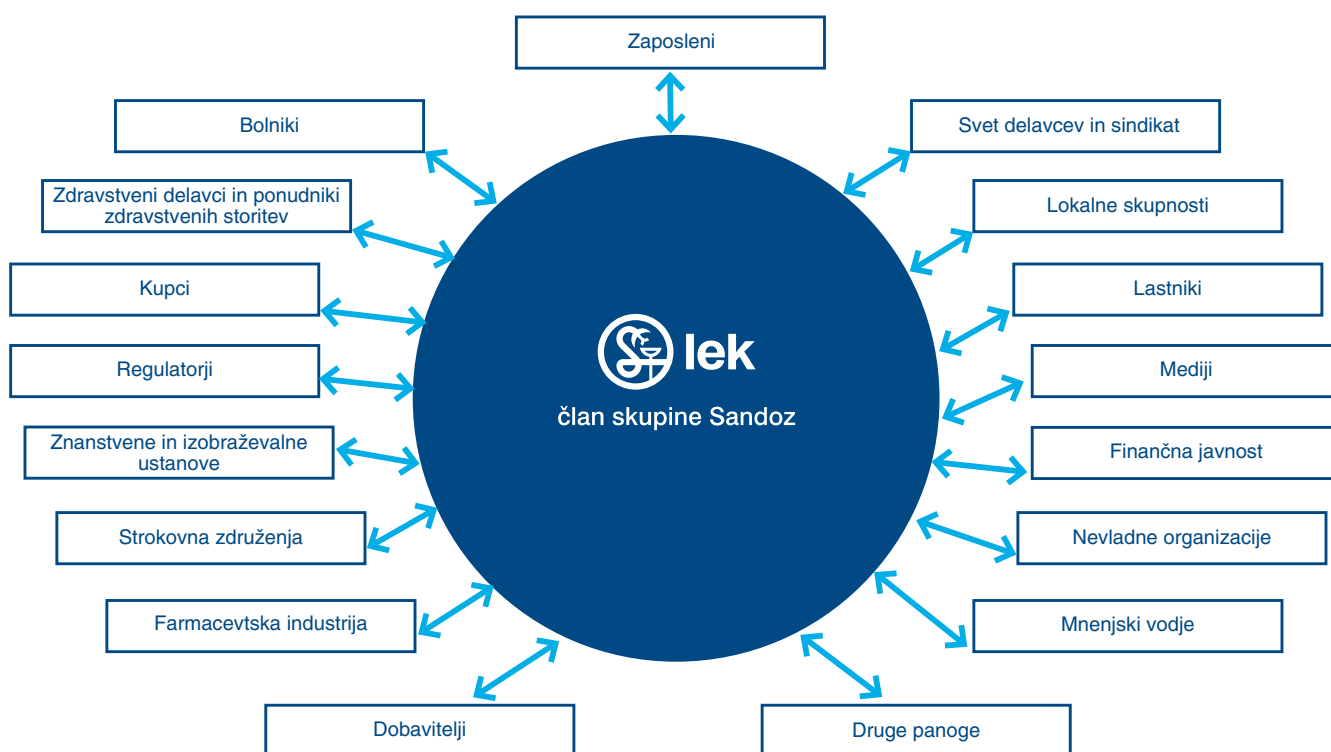 Zaposleni
Bolniki
Svet delavcev in sindikat
Zdravstveni delavci in ponudniki
zdravstvenih storitev
Lokalne skupnosti
Kupci
Lastniki
lek
član skupine Sandoz
Regulatorji
Mediji
Znanstvene in izobraževalne
ustanove
Finančna javnost
Strokovna združenja
Nevladne organizacije
Farmacevtska industrija
Mnenjski vodje
Dobavitelji
Druge panoge